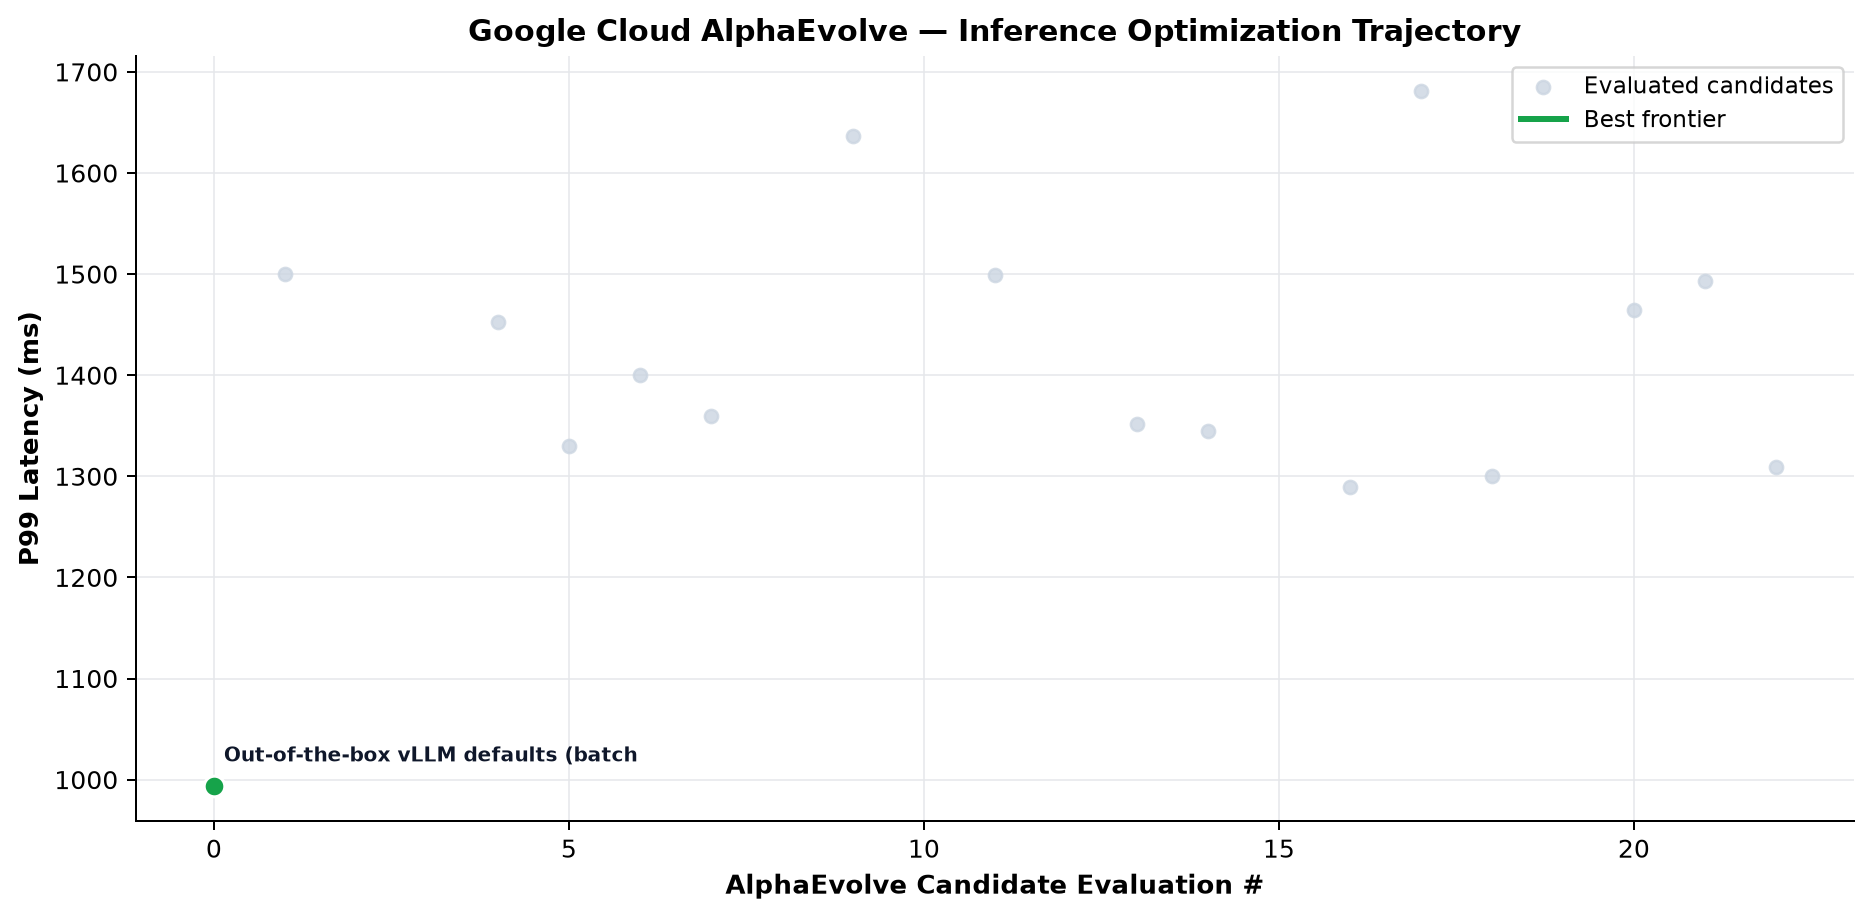 Google Cloud AlphaEvolve — Inference Optimization Trajectory
Evaluated candidates
Best frontier
P99 Latency (ms)
1700
1600
1500
1400
1300
1200
1100
1000
Out-of-the-box vLLM defaults (batch
0 5 10 15 20
AlphaEvolve Candidate Evaluation #